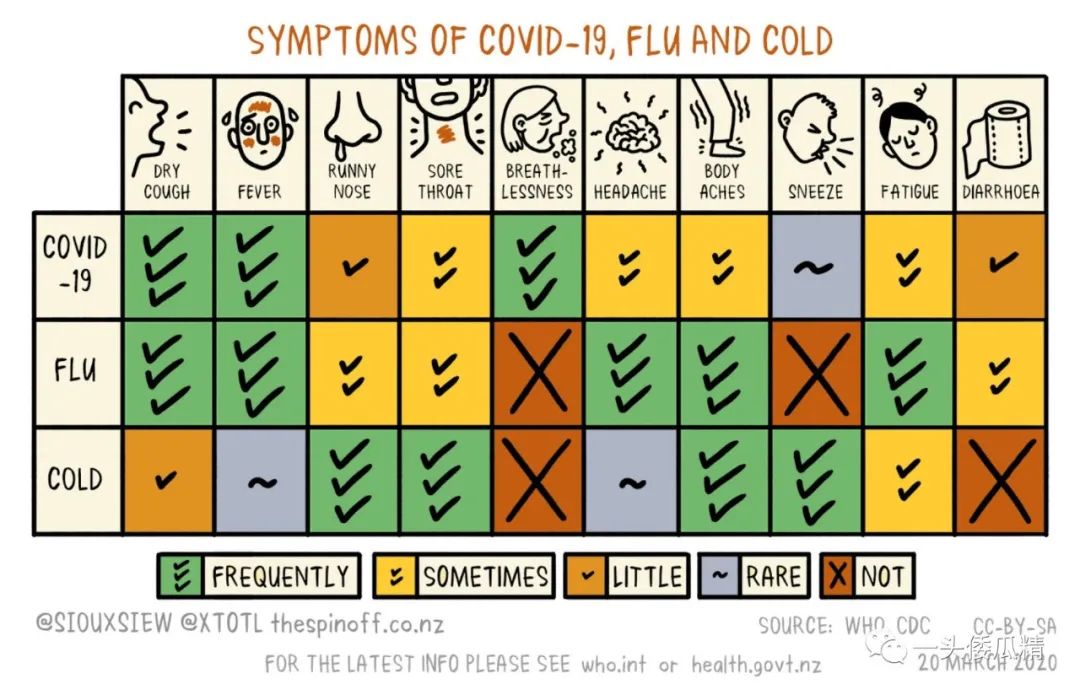 SYMPTOMS OF COVID-19, FLU AND COLD
DRY
COUGH
FEVER
RUNNY
NOSE
SORE
THROAT
BREATH-
LESSNESS
HEADACHE
BODY
ACHES
SNEEZE
FATIGUE
DIARRHOEA
COVID
-19
FLU
COLD
FREQUENTLY
SOMETIMES
LITTLE
RARE
NOT
@SIOUXSIEW @XTOTL thespinoff.co.nz
SOURCE: WHO, CDC CC-BY-SA
一头倭瓜精
FOR THE LATEST INFO PLEASE SEE who.int or health.govt.nz
20 MARCH 2020